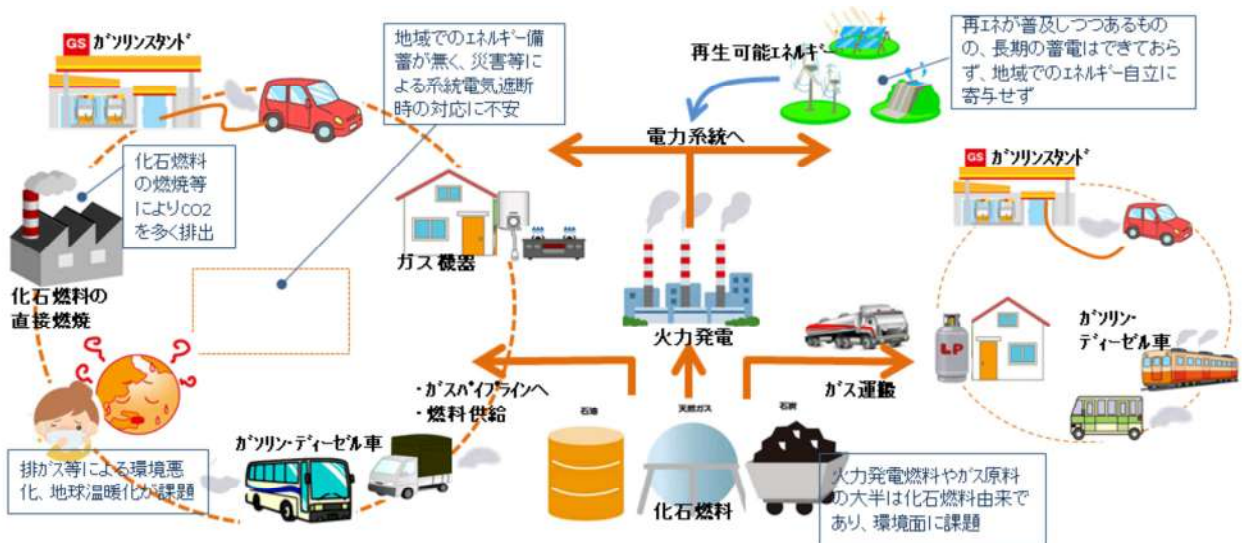 GS ガソリンスタンド
地域でのエネルギー備
蓄が無く、災害等に
よる系統電気遮断
時の対応に不安
再生可能エネルギー
再エネが普及しつつあるもの
の、長期の蓄電はできておら
ず、地域でのエネルギー自立に
寄与せず
電力系統へ
化石燃料
の燃焼等
によりCO2
を多く排出
ガス機器
化石燃料の
直接燃焼
GS ガソリンスタンド
火力発電
LP
ガソリン・
ディーゼル車
・ガスパイプラインへ
・燃料供給
ガス運搬
石油
天然ガス
石炭
ガソリン・ディーゼル車
排ガス等による環境悪
化、地球温暖化が課題
化石燃料
火力発電燃料やガス原料
の大半は化石燃料由来で
あり、環境面に課題